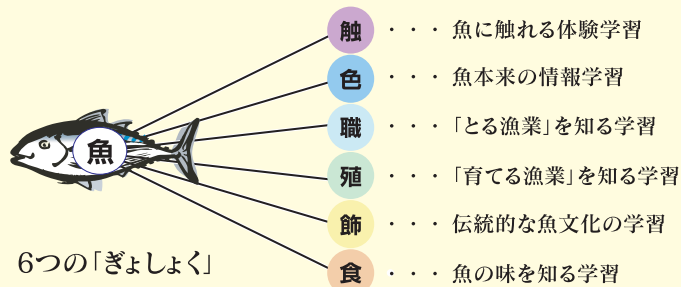 触・・・魚に触れる体験学習
色・・・魚本来の情報学習
職・・・「とる漁業」を知る学習
魚
殖・・・「育てる漁業」を知る学習
飾・・・伝統的な魚文化の学習
6つの「ぎょしょく」
食・・・魚の味を知る学習